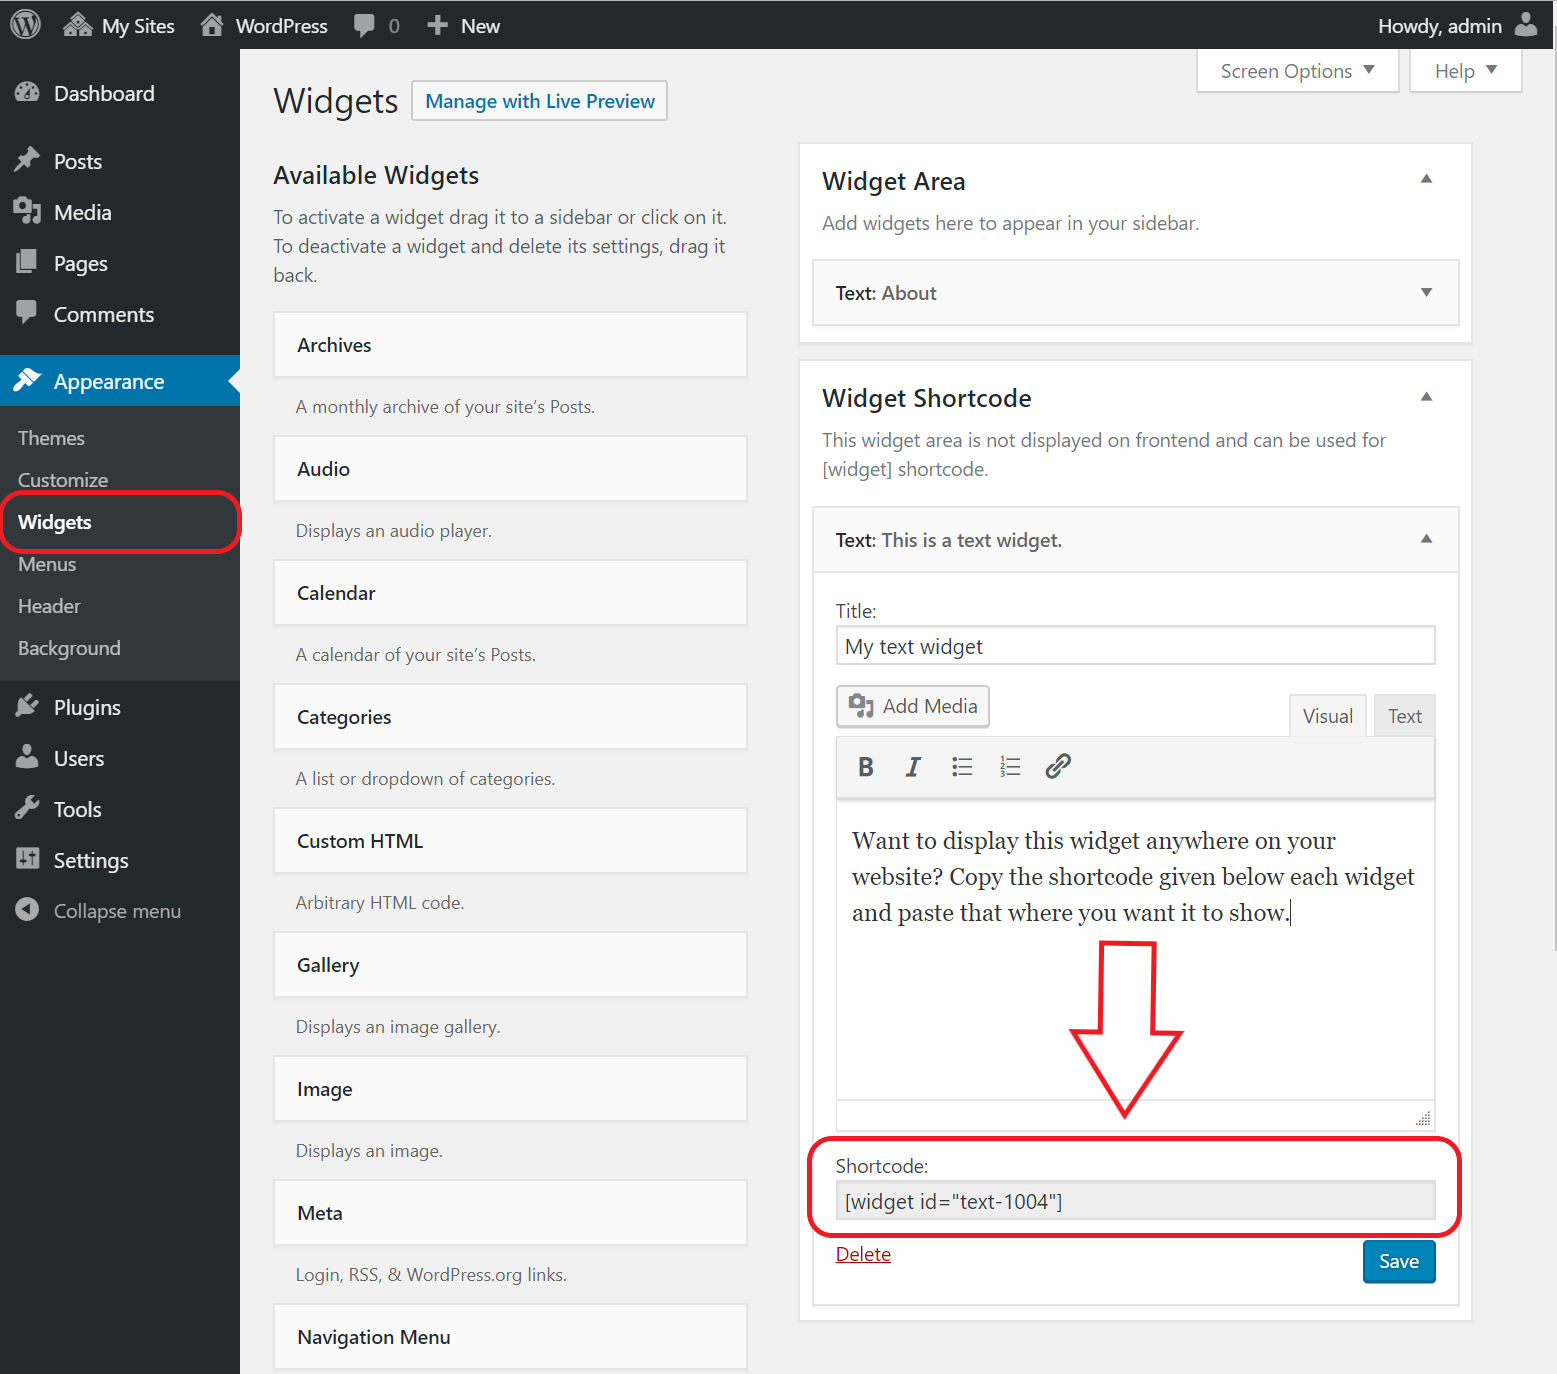 My Sites
WordPress
0
New
Howdy, admin
Dashboard
Posts
Media
Pages
Comments
Appearance
Themes
Customize
Widgets
Menus
Header
Background
Plugins
Users
Tools
Settings
Collapse menu
Screen Options
Help
Widgets
Manage with Live Preview
Available Widgets
To activate a widget drag it to a sidebar or click on it.
To deactivate a widget and delete its settings, drag it
back.
Archives
A monthly archive of your site’s Posts.
Audio
Displays an audio player.
Calendar
A calendar of your site’s Posts.
Categories
A list or dropdown of categories.
Custom HTML
Arbitrary HTML code.
Gallery
Displays an image gallery.
Image
Displays an image.
Meta
Login, RSS, & WordPress.org links.
Navigation Menu
Widget Area
Add widgets here to appear in your sidebar.
Text: About
Widget Shortcode
This widget area is not displayed on frontend and can be used for
[widget] shortcode.
Text: This is a text widget.
Title:
My text widget
Add Media
Visual
Text
B I
Want to display this widget anywhere on your
website? Copy the shortcode given below each widget
and paste that where you want it to show.
Shortcode:
[widget id="text-1004"]
Delete
Save